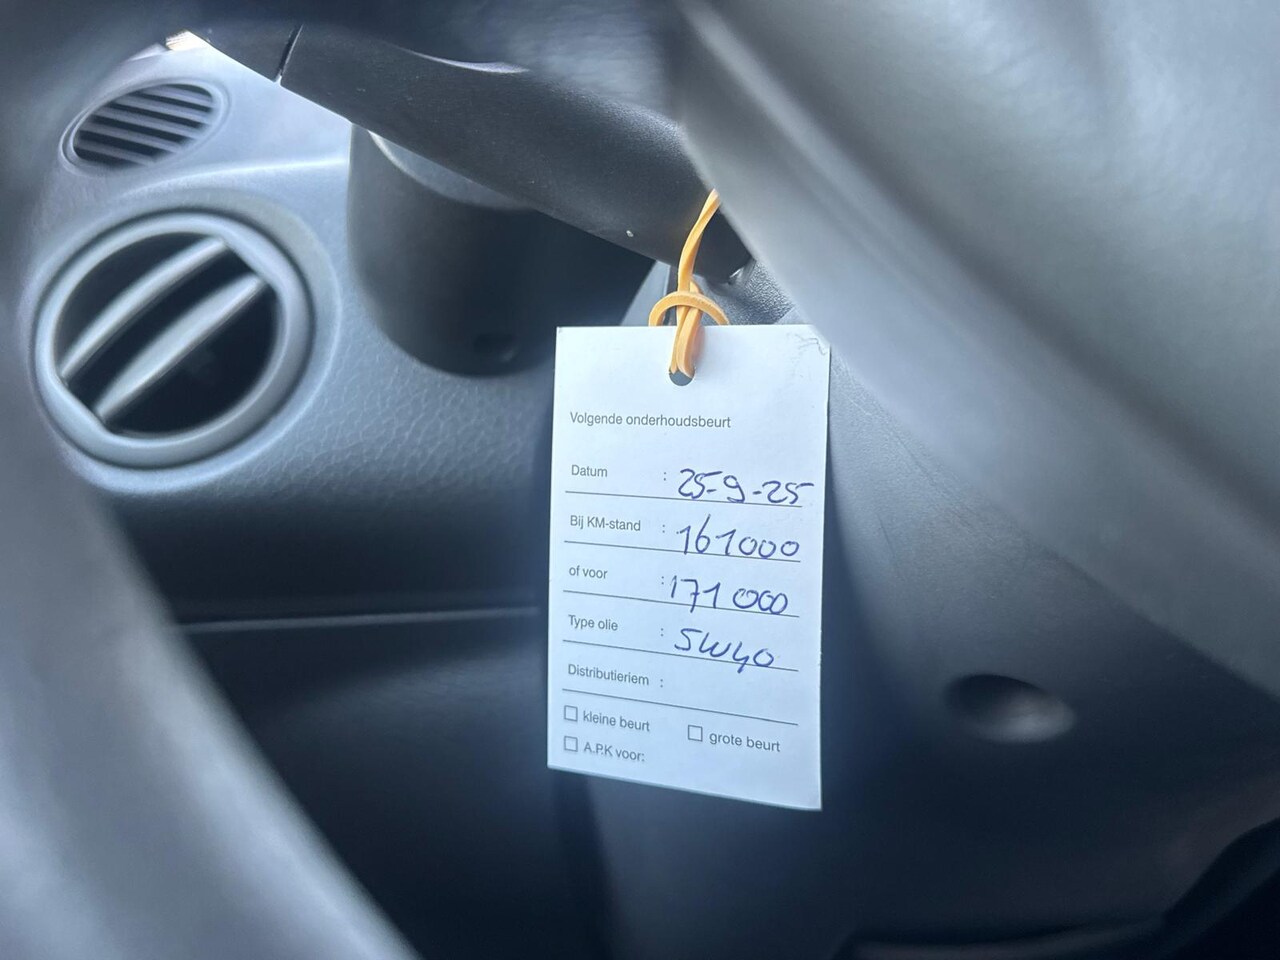 Volgende onderhoudsbeurt
Datum : 25-9-25
Bij KM-stand : 161000
of voor : 171000
Type olie : 5W40
Distributieriem :
☐ kleine beurt ☐ grote beurt
☐ A.P.K voor: